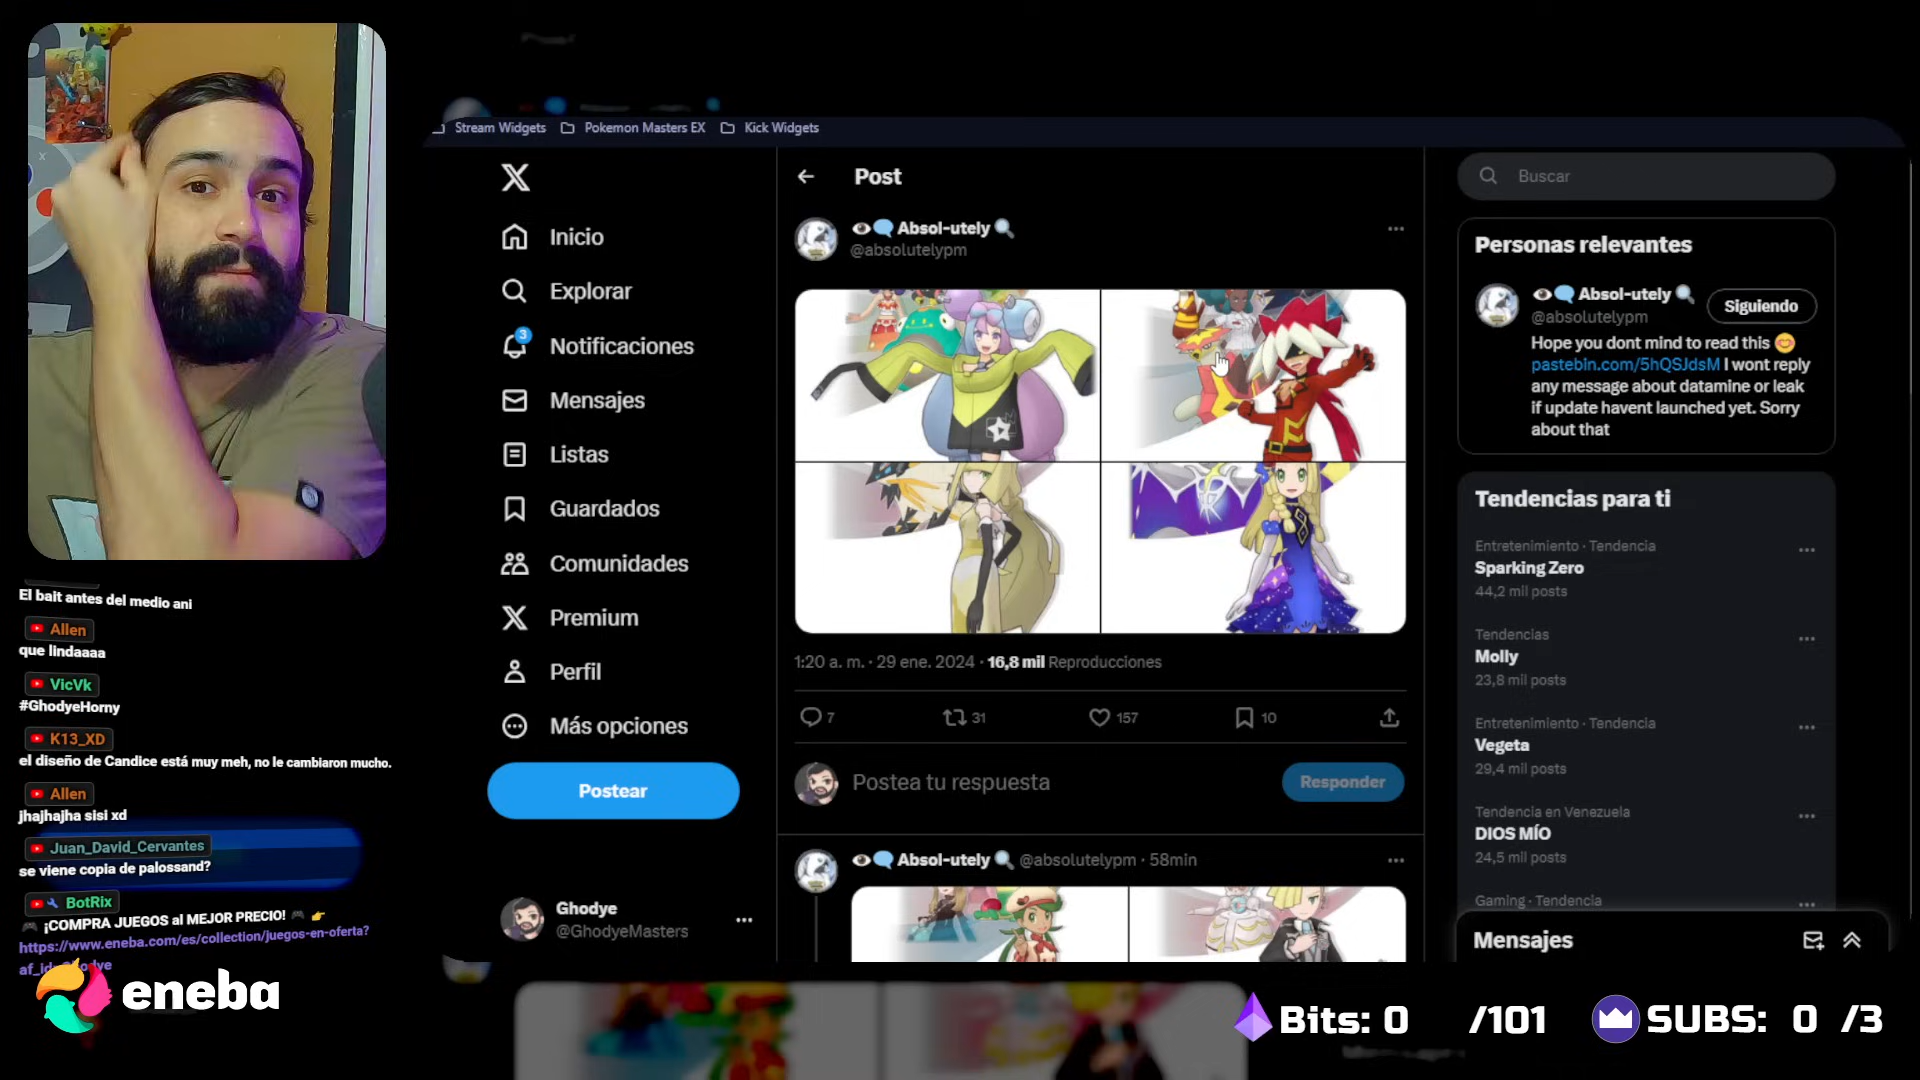 Stream Widgets
Pokemon Masters EX
Kick Widgets
Inicio
Explorar
3
Notificaciones
Mensajes
Listas
Guardados
Comunidades
Premium
Perfil
Más opciones
Postear
Ghodye
@GhodyeMasters
Post
Absol-utely
@absolutelypm
1:20 a. m. · 29 ene. 2024 · 16,8 mil Reproducciones
7
31
157
10
Postea tu respuesta
Responder
Absol-utely @absolutelypm · 58min
Buscar
Personas relevantes
Absol-utely
@absolutelypm
Siguiendo
Hope you dont mind to read this
pastebin.com/5hQSJdsM I wont reply
any message about datamine or leak
if update havent launched yet. Sorry
about that
Tendencias para ti
Entretenimiento · Tendencia
Sparking Zero
44,2 mil posts
Tendencias
Molly
23,8 mil posts
Entretenimiento · Tendencia
Vegeta
29,4 mil posts
Tendencia en Venezuela
DIOS MÍO
24,5 mil posts
Gaming · Tendencia
Mensajes
El bait antes del medio ani
Allen
que lindaaaa
VicVk
#GhodyeHorny
K13_XD
el diseño de Candice está muy meh, no le cambiaron mucho.
Allen
jhajhajha sisi xd
Juan_David_Cervantes
se viene copia de palossand?
BotRix
¡COMPRA JUEGOS al MEJOR PRECIO!
https://www.eneba.com/es/collection/juegos-en-oferta?
eneba
Bits: 0 /101
SUBS: 0 /3